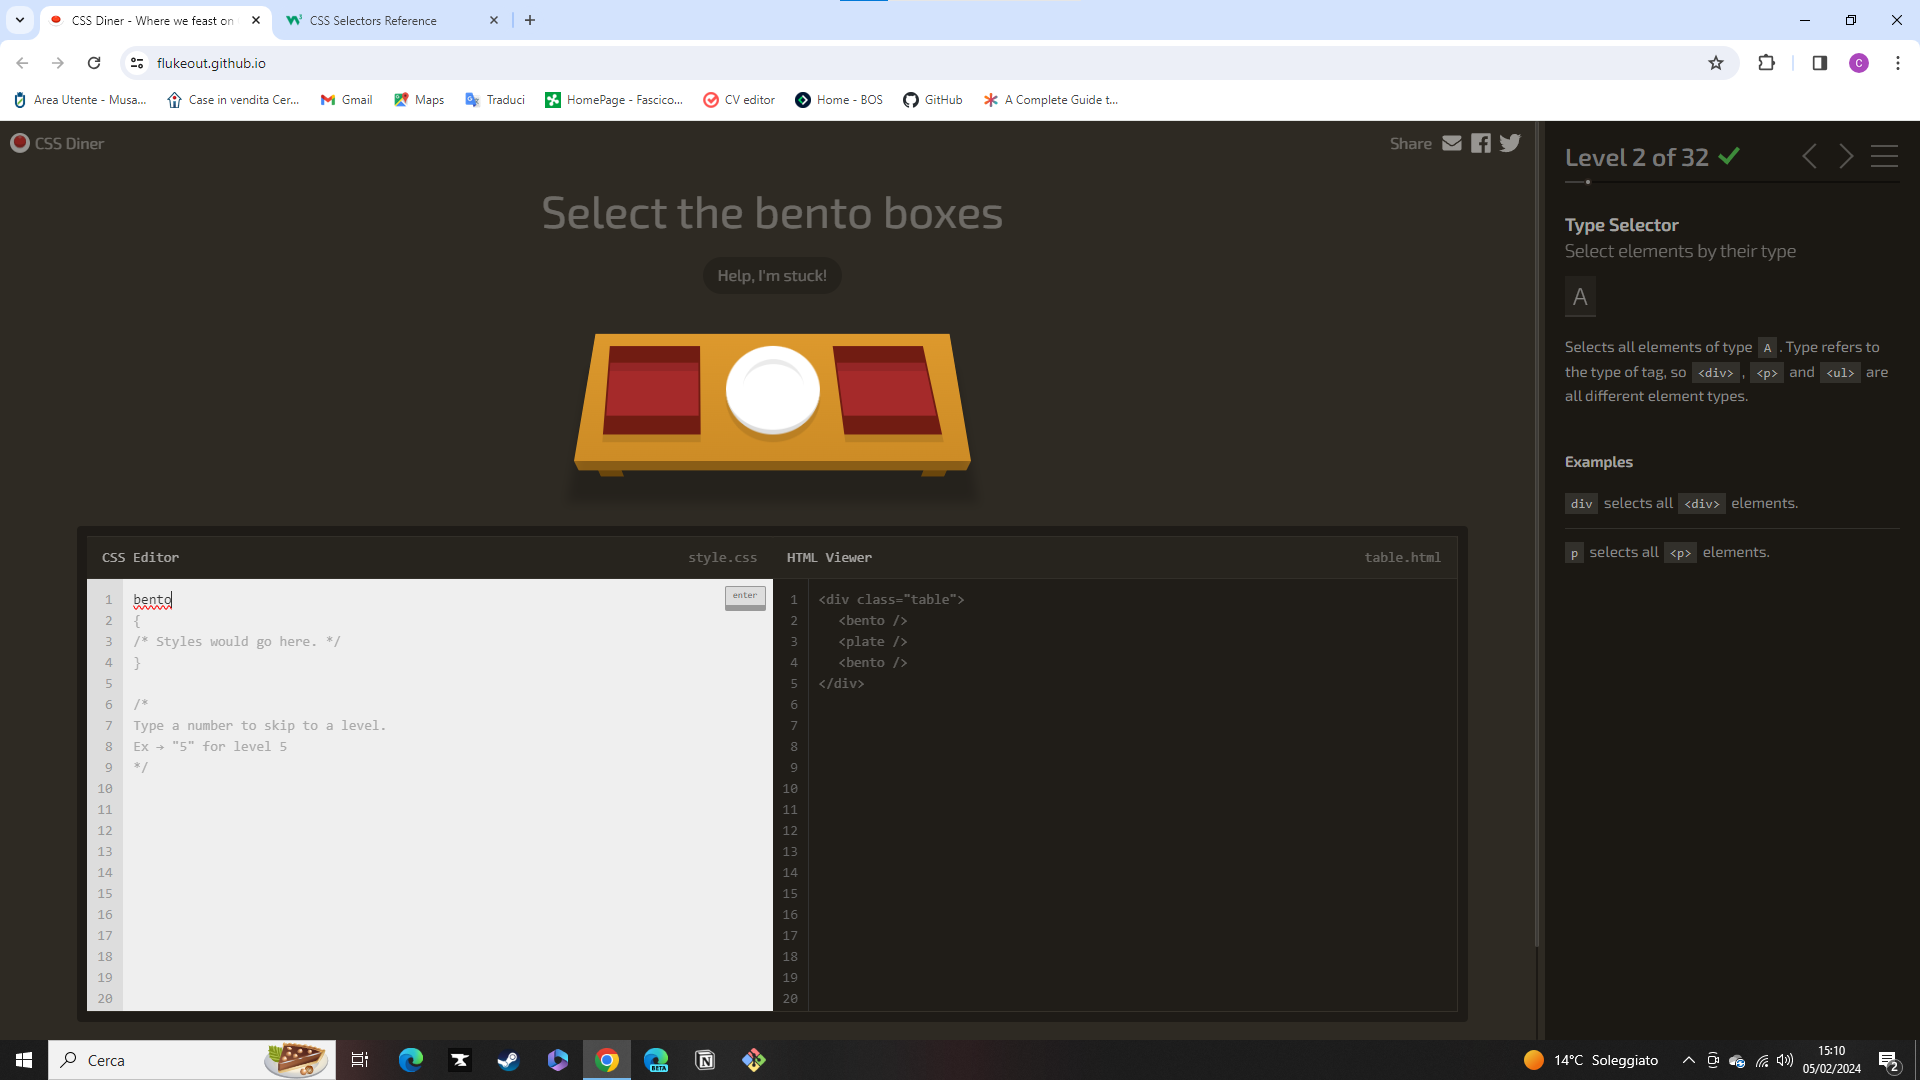 CSS Diner - Where we feast on
CSS Selectors Reference
flukeout.github.io
Area Utente - Musa...
Case in vendita Cer...
Gmail
Maps
Traduci
HomePage - Fascico...
CV editor
Home - BOS
GitHub
A Complete Guide t...
C
CSS Diner
Share
Select the bento boxes
Help, I'm stuck!
CSS Editor
style.css
1 bento
enter
2 {
3 /* Styles would go here. */
4 }
5
6 /*
7 Type a number to skip to a level.
8 Ex → "5" for level 5
9 */
10
11
12
13
14
15
16
17
18
19
20
HTML Viewer
table.html
1 <div class="table">
2 <bento />
3 <plate />
4 <bento />
5 </div>
6
7
8
9
10
11
12
13
14
15
16
17
18
19
20
Level 2 of 32
Type Selector
Select elements by their type
A
Selects all elements of type A . Type refers to
the type of tag, so <div> , <p> and <ul> are
all different element types.
Examples
div selects all <div> elements.
p selects all <p> elements.
Cerca
BETA
14°C Soleggiato
15:10
05/02/2024
2